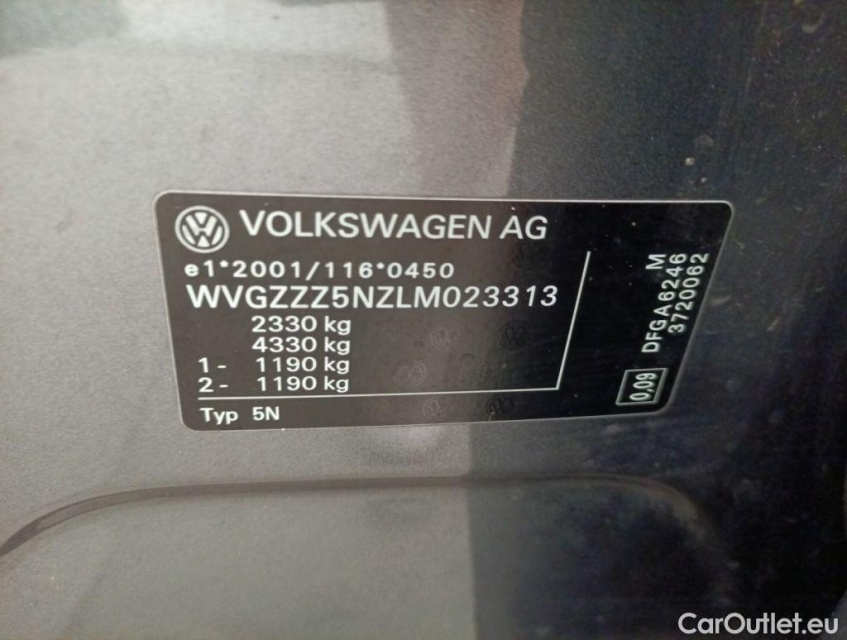 VOLKSWAGEN AG
e1*2001/116*0450
WVGZZZ5NZLM023313
2330 kg
4330 kg
1- 1190 kg
2- 1190 kg
Typ 5N
M
DFGA6246
3720062
0,09
CarOutlet.eu